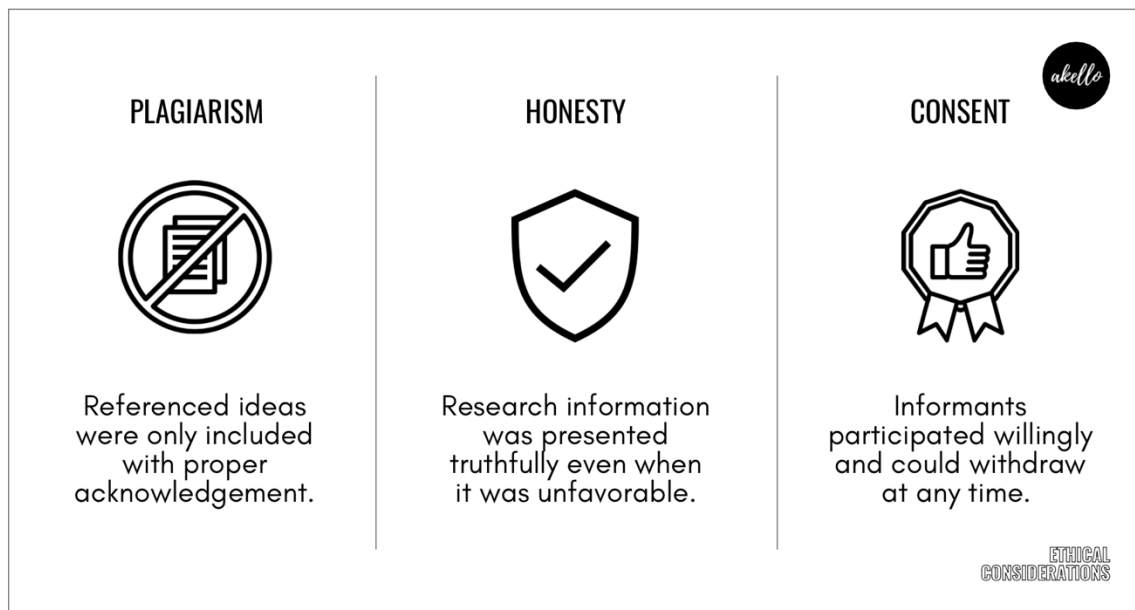 akello
PLAGIARISM
Referenced ideas
were only included
with proper
acknowledgement.
HONESTY
Research information
was presented
truthfully even when
it was unfavorable.
CONSENT
Informants
participated willingly
and could withdraw
at any time.
ETHICAL
CONSIDERATIONS